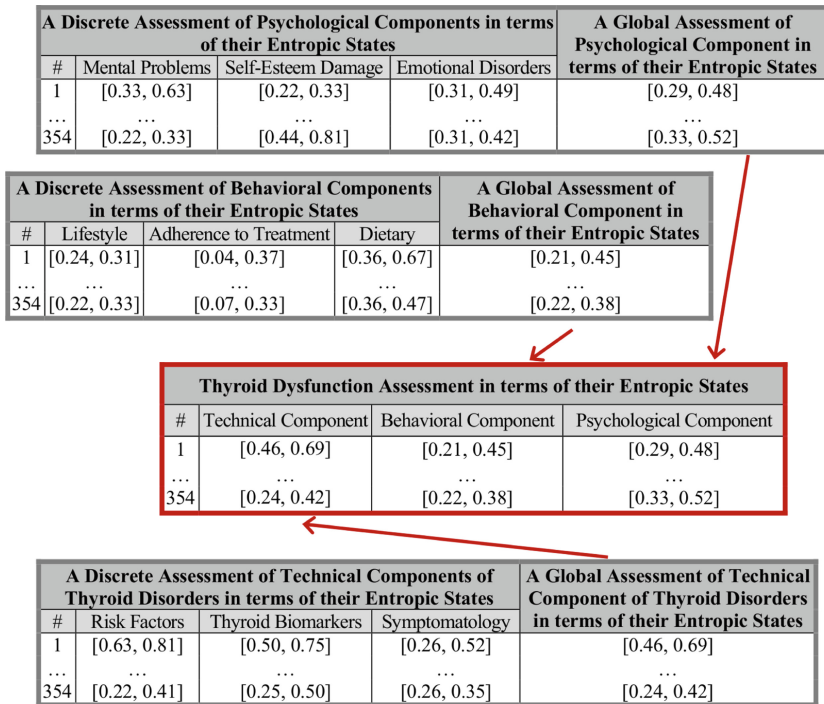 A Discrete Assessment of Psychological Components in terms of their Entropic States
A Global Assessment of Psychological Component in terms of their Entropic States
# Mental Problems Self-Esteem Damage Emotional Disorders
1 [0.33, 0.63] [0.22, 0.33] [0.31, 0.49] [0.29, 0.48]
… … … … …
354 [0.22, 0.33] [0.44, 0.81] [0.31, 0.42] [0.33, 0.52]
A Discrete Assessment of Behavioral Components in terms of their Entropic States
A Global Assessment of Behavioral Component in terms of their Entropic States
# Lifestyle Adherence to Treatment Dietary
1 [0.24, 0.31] [0.04, 0.37] [0.36, 0.67] [0.21, 0.45]
… … … … …
354 [0.22, 0.33] [0.07, 0.33] [0.36, 0.47] [0.22, 0.38]
Thyroid Dysfunction Assessment in terms of their Entropic States
# Technical Component Behavioral Component Psychological Component
1 [0.46, 0.69] [0.21, 0.45] [0.29, 0.48]
… … … …
354 [0.24, 0.42] [0.22, 0.38] [0.33, 0.52]
A Discrete Assessment of Technical Components of Thyroid Disorders in terms of their Entropic States
A Global Assessment of Technical Component of Thyroid Disorders in terms of their Entropic States
# Risk Factors Thyroid Biomarkers Symptomatology
1 [0.63, 0.81] [0.50, 0.75] [0.26, 0.52] [0.46, 0.69]
… … … … …
354 [0.22, 0.41] [0.25, 0.50] [0.26, 0.35] [0.24, 0.42]